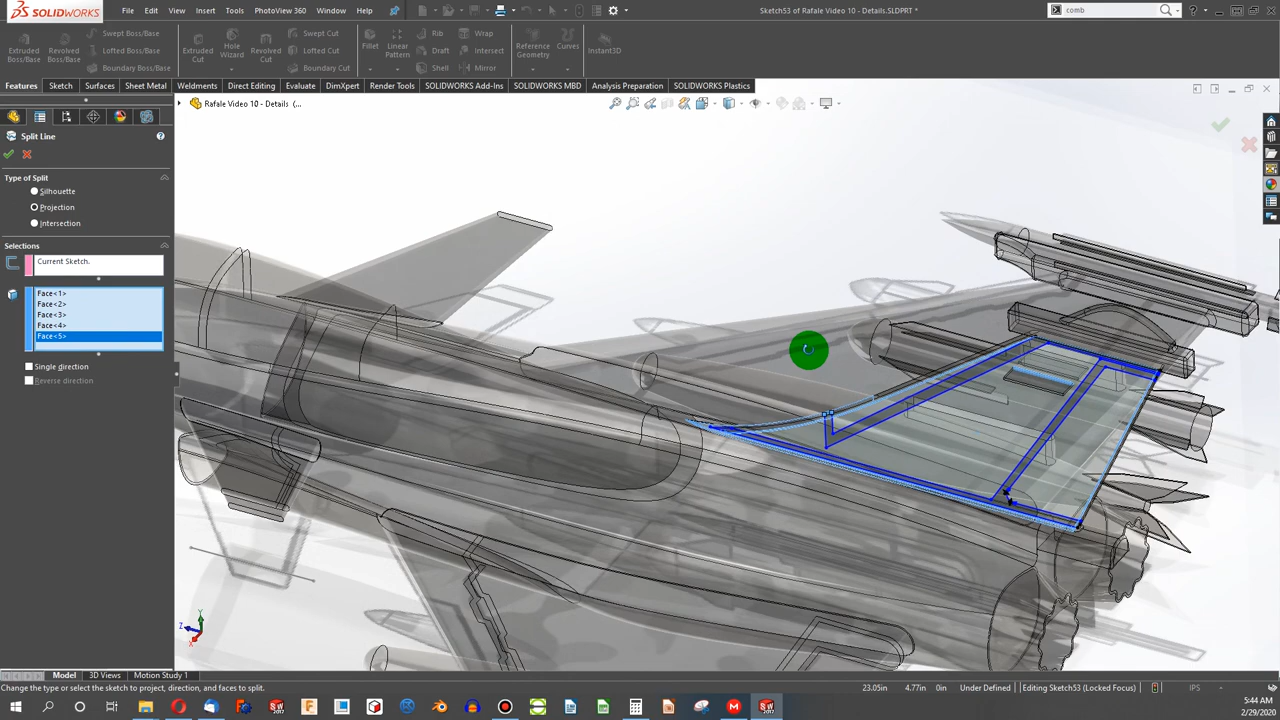 SOLIDWORKS
File Edit View Insert Tools PhotoView 360 Window Help
Sketch53 of Rafale Video 10 - Details.SLDPRT *
comb
Extruded Boss/Base
Revolved Boss/Base
Swept Boss/Base
Lofted Boss/Base
Boundary Boss/Base
Extruded Cut
Hole Wizard
Revolved Cut
Swept Cut
Lofted Cut
Boundary Cut
Fillet
Linear Pattern
Rib
Draft
Shell
Wrap
Intersect
Mirror
Reference Geometry
Curves
Instant3D
Features Sketch Surfaces Sheet Metal Weldments Direct Editing Evaluate DimXpert Render Tools SOLIDWORKS Add-Ins SOLIDWORKS MBD Analysis Preparation SOLIDWORKS Plastics
Rafale Video 10 - Details (...
Split Line
Type of Split
Silhouette
Projection
Intersection
Selections
Current Sketch.
Face<1>
Face<2>
Face<3>
Face<4>
Face<5>
Single direction
Reverse direction
Y
Z
X
Model 3D Views Motion Study 1
Change the type or select the sketch to project, direction, and faces to split.
23.05in 4.77in 0in Under Defined Editing Sketch53 (Locked Focus) IPS
5:44 AM
2/29/2020